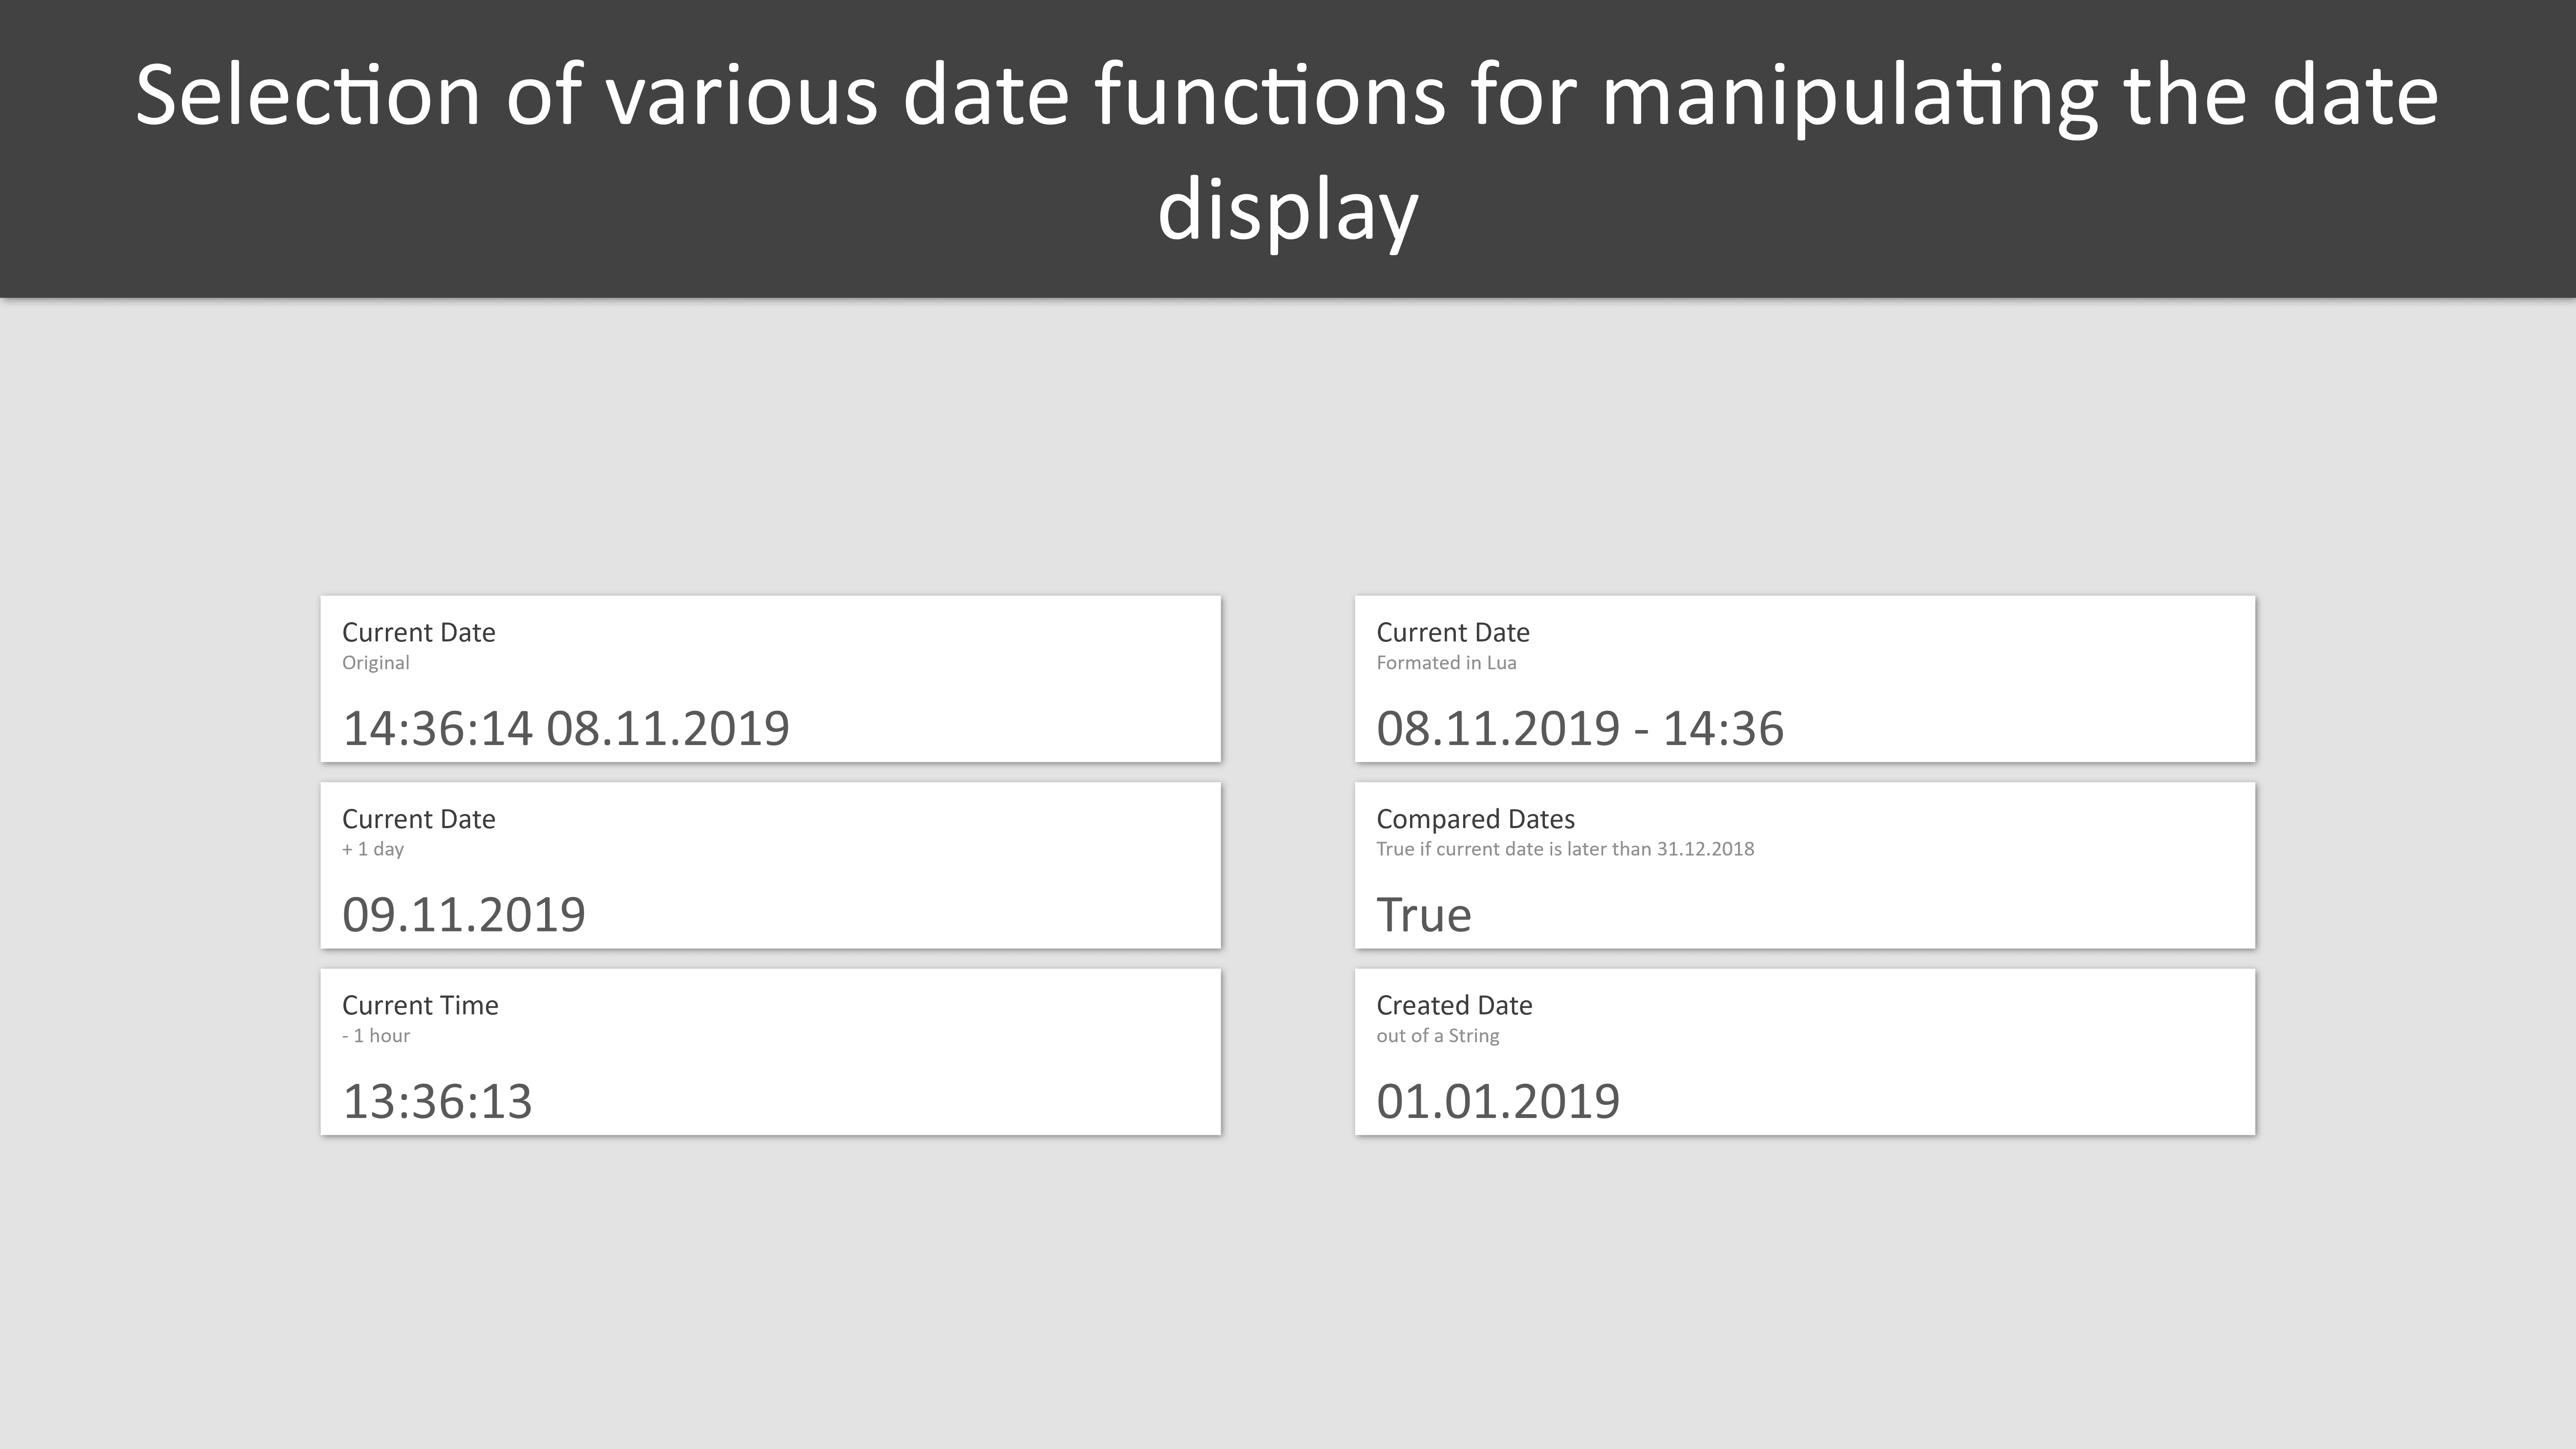 Selection of various date functions for manipulating the date
display
Current Date
Original
14:36:14 08.11.2019
Current Date
+ 1 day
09.11.2019
Current Time
- 1 hour
13:36:13
Current Date
Formated in Lua
08.11.2019 - 14:36
Compared Dates
True if current date is later than 31.12.2018
True
Created Date
out of a String
01.01.2019